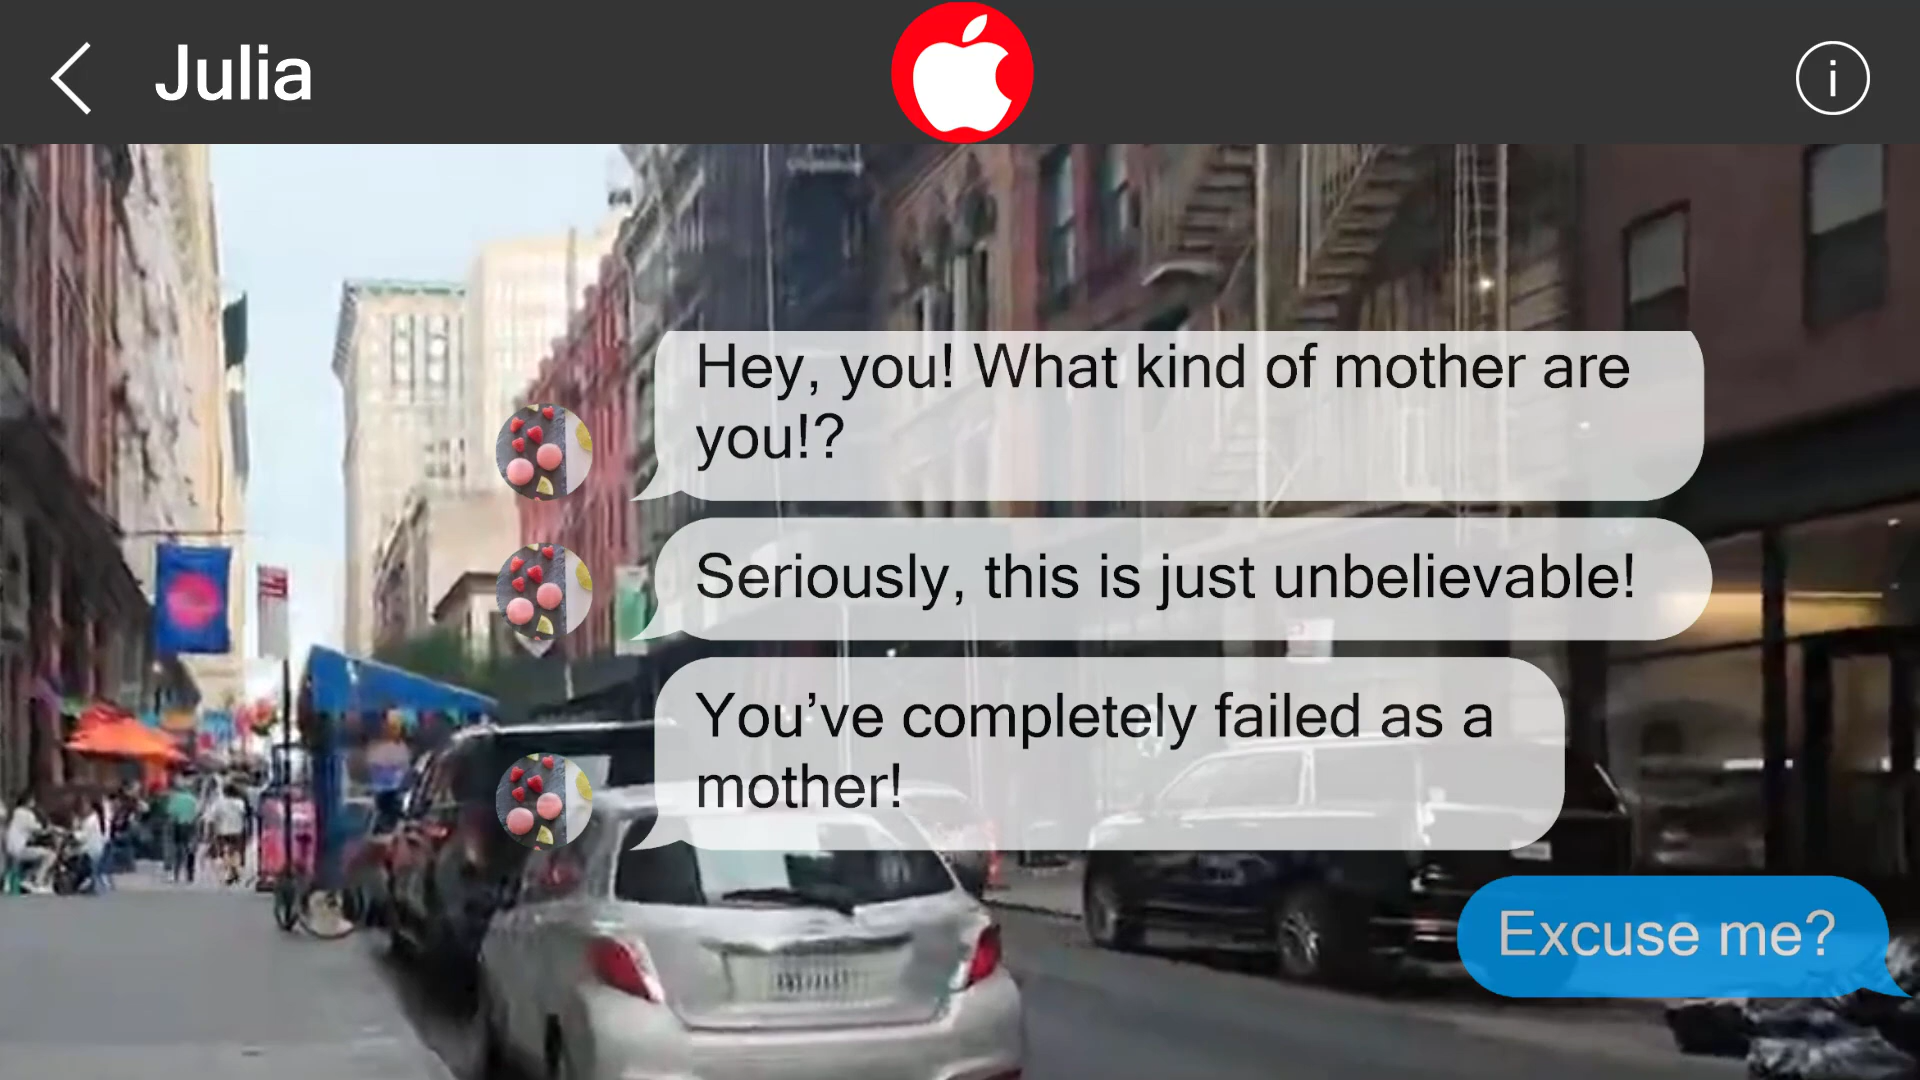 Julia
Hey, you! What kind of mother are
you!?
Seriously, this is just unbelievable!
You’ve completely failed as a
mother!
Excuse me?